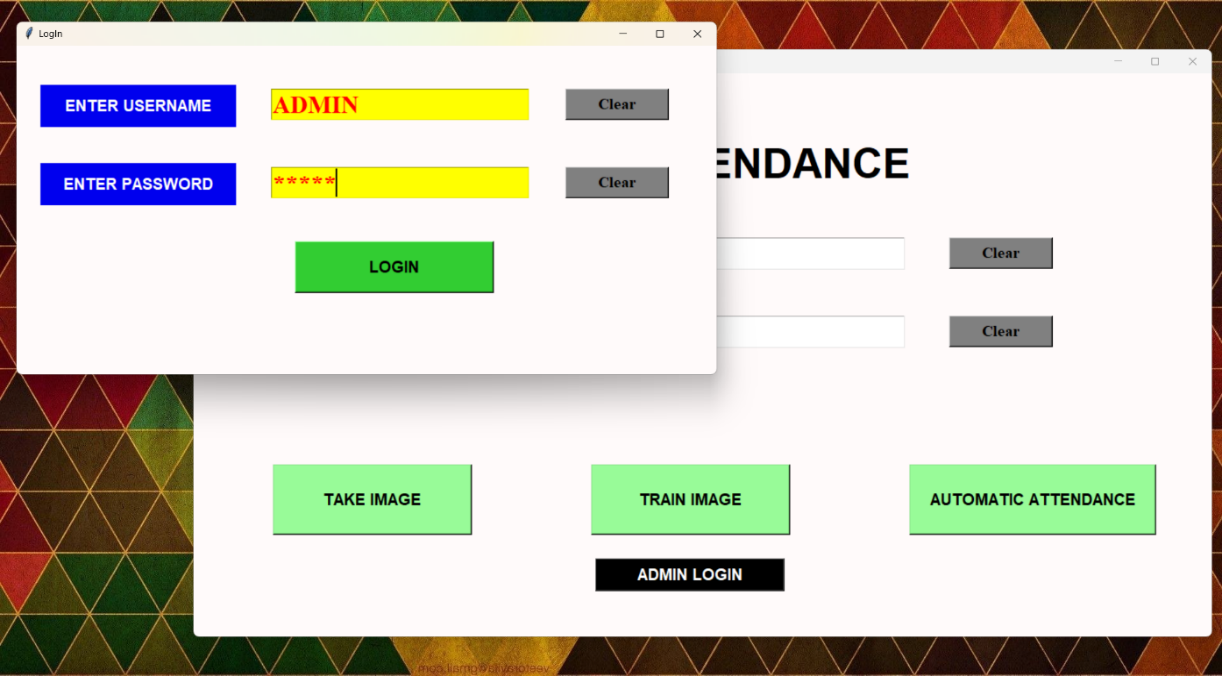 LogIn
ENTER USERNAME
ADMIN
Clear
ENTER PASSWORD
*****
Clear
LOGIN
ENDANCE
Clear
Clear
TAKE IMAGE
TRAIN IMAGE
AUTOMATIC ATTENDANCE
ADMIN LOGIN